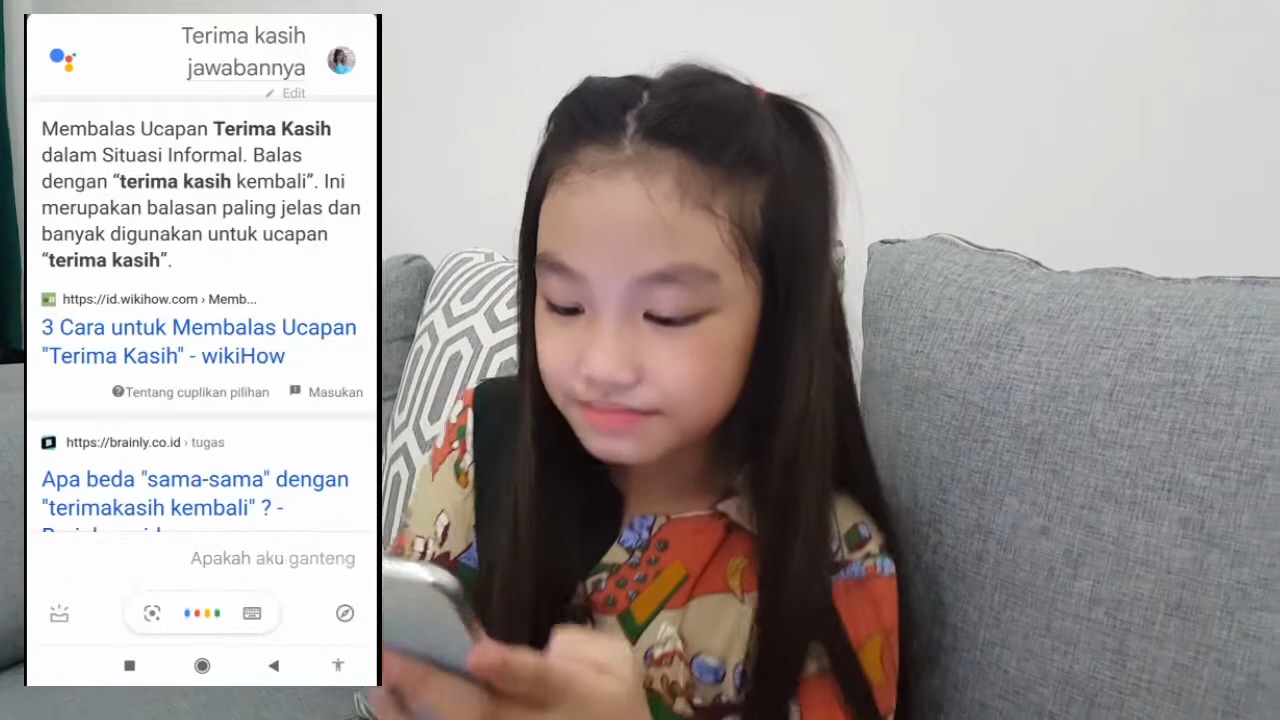 Terima kasih
jawabannya
Edit
Membalas Ucapan Terima Kasih
dalam Situasi Informal. Balas
dengan “terima kasih kembali”. Ini
merupakan balasan paling jelas dan
banyak digunakan untuk ucapan
“terima kasih”.
https://id.wikihow.com › Memb...
3 Cara untuk Membalas Ucapan
"Terima Kasih" - wikiHow
Tentang cuplikan pilihan Masukan
https://brainly.co.id › tugas
Apa beda "sama-sama" dengan
"terimakasih kembali" ? -
Apakah aku ganteng